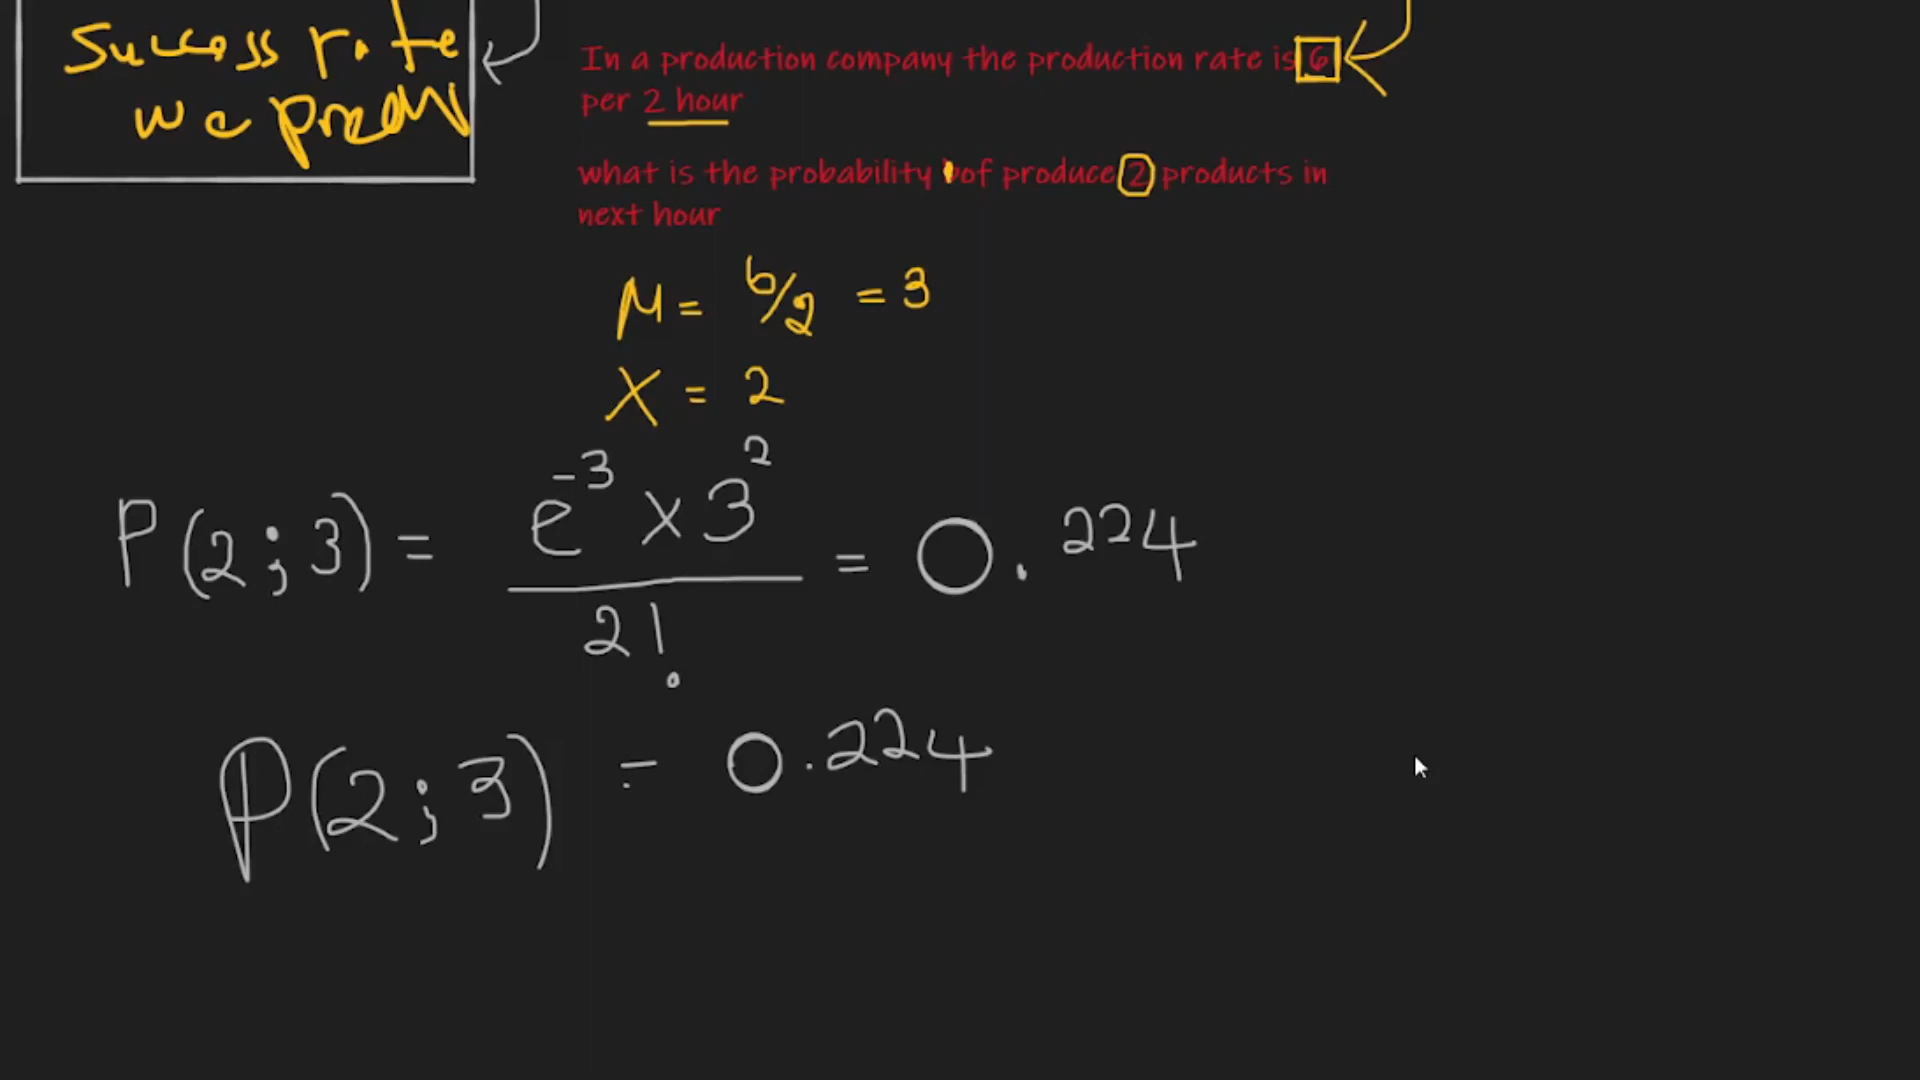 Success rate
we predi
In a production company the production rate is 6
per 2 hour
what is the probability of produce 2 products in
next hour
M = 6/2 = 3
X = 2
P(2;3) = e^-3 x 3^2 / 2! = 0.224
P(2;3) = 0.224